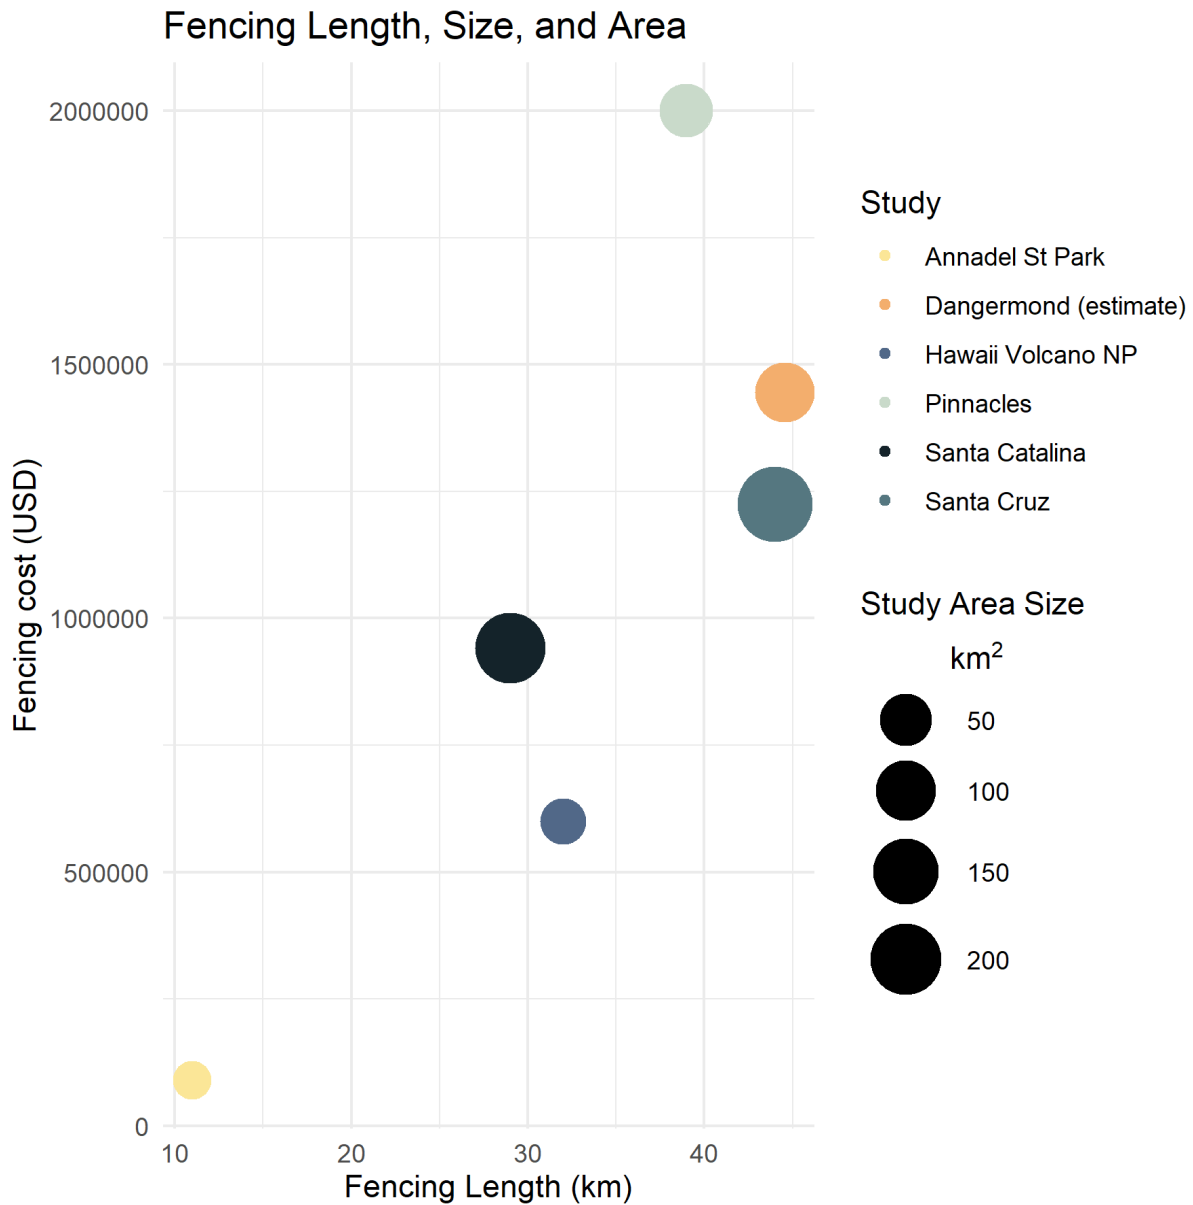 Fencing Length, Size, and Area
2000000
1500000
1000000
500000
0
10 20 30 40
Fencing Length (km)
Fencing cost (USD)
Study
Annadel St Park
Dangermond (estimate)
Hawaii Volcano NP
Pinnacles
Santa Catalina
Santa Cruz
Study Area Size
km²
50
100
150
200